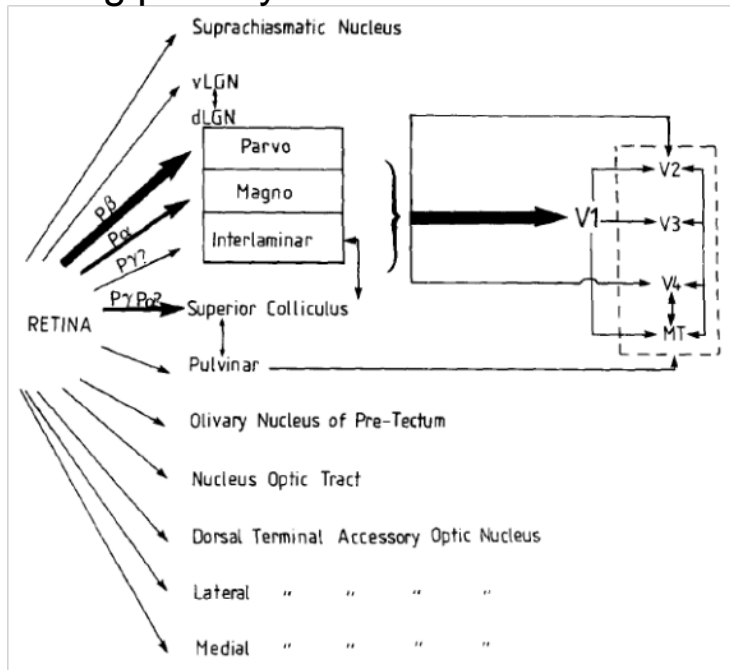 Suprachiasmatic Nucleus
vLGN
dLGN
Parvo
Magno
Interlaminar
Pβ
Pα
Pγ?
PγPα?
RETINA
Superior Colliculus
Pulvinar
V1
V2
V3
V4
MT
Olivary Nucleus of Pre-Tectum
Nucleus Optic Tract
Dorsal Terminal Accessory Optic Nucleus
Lateral " " " "
Medial " " " "